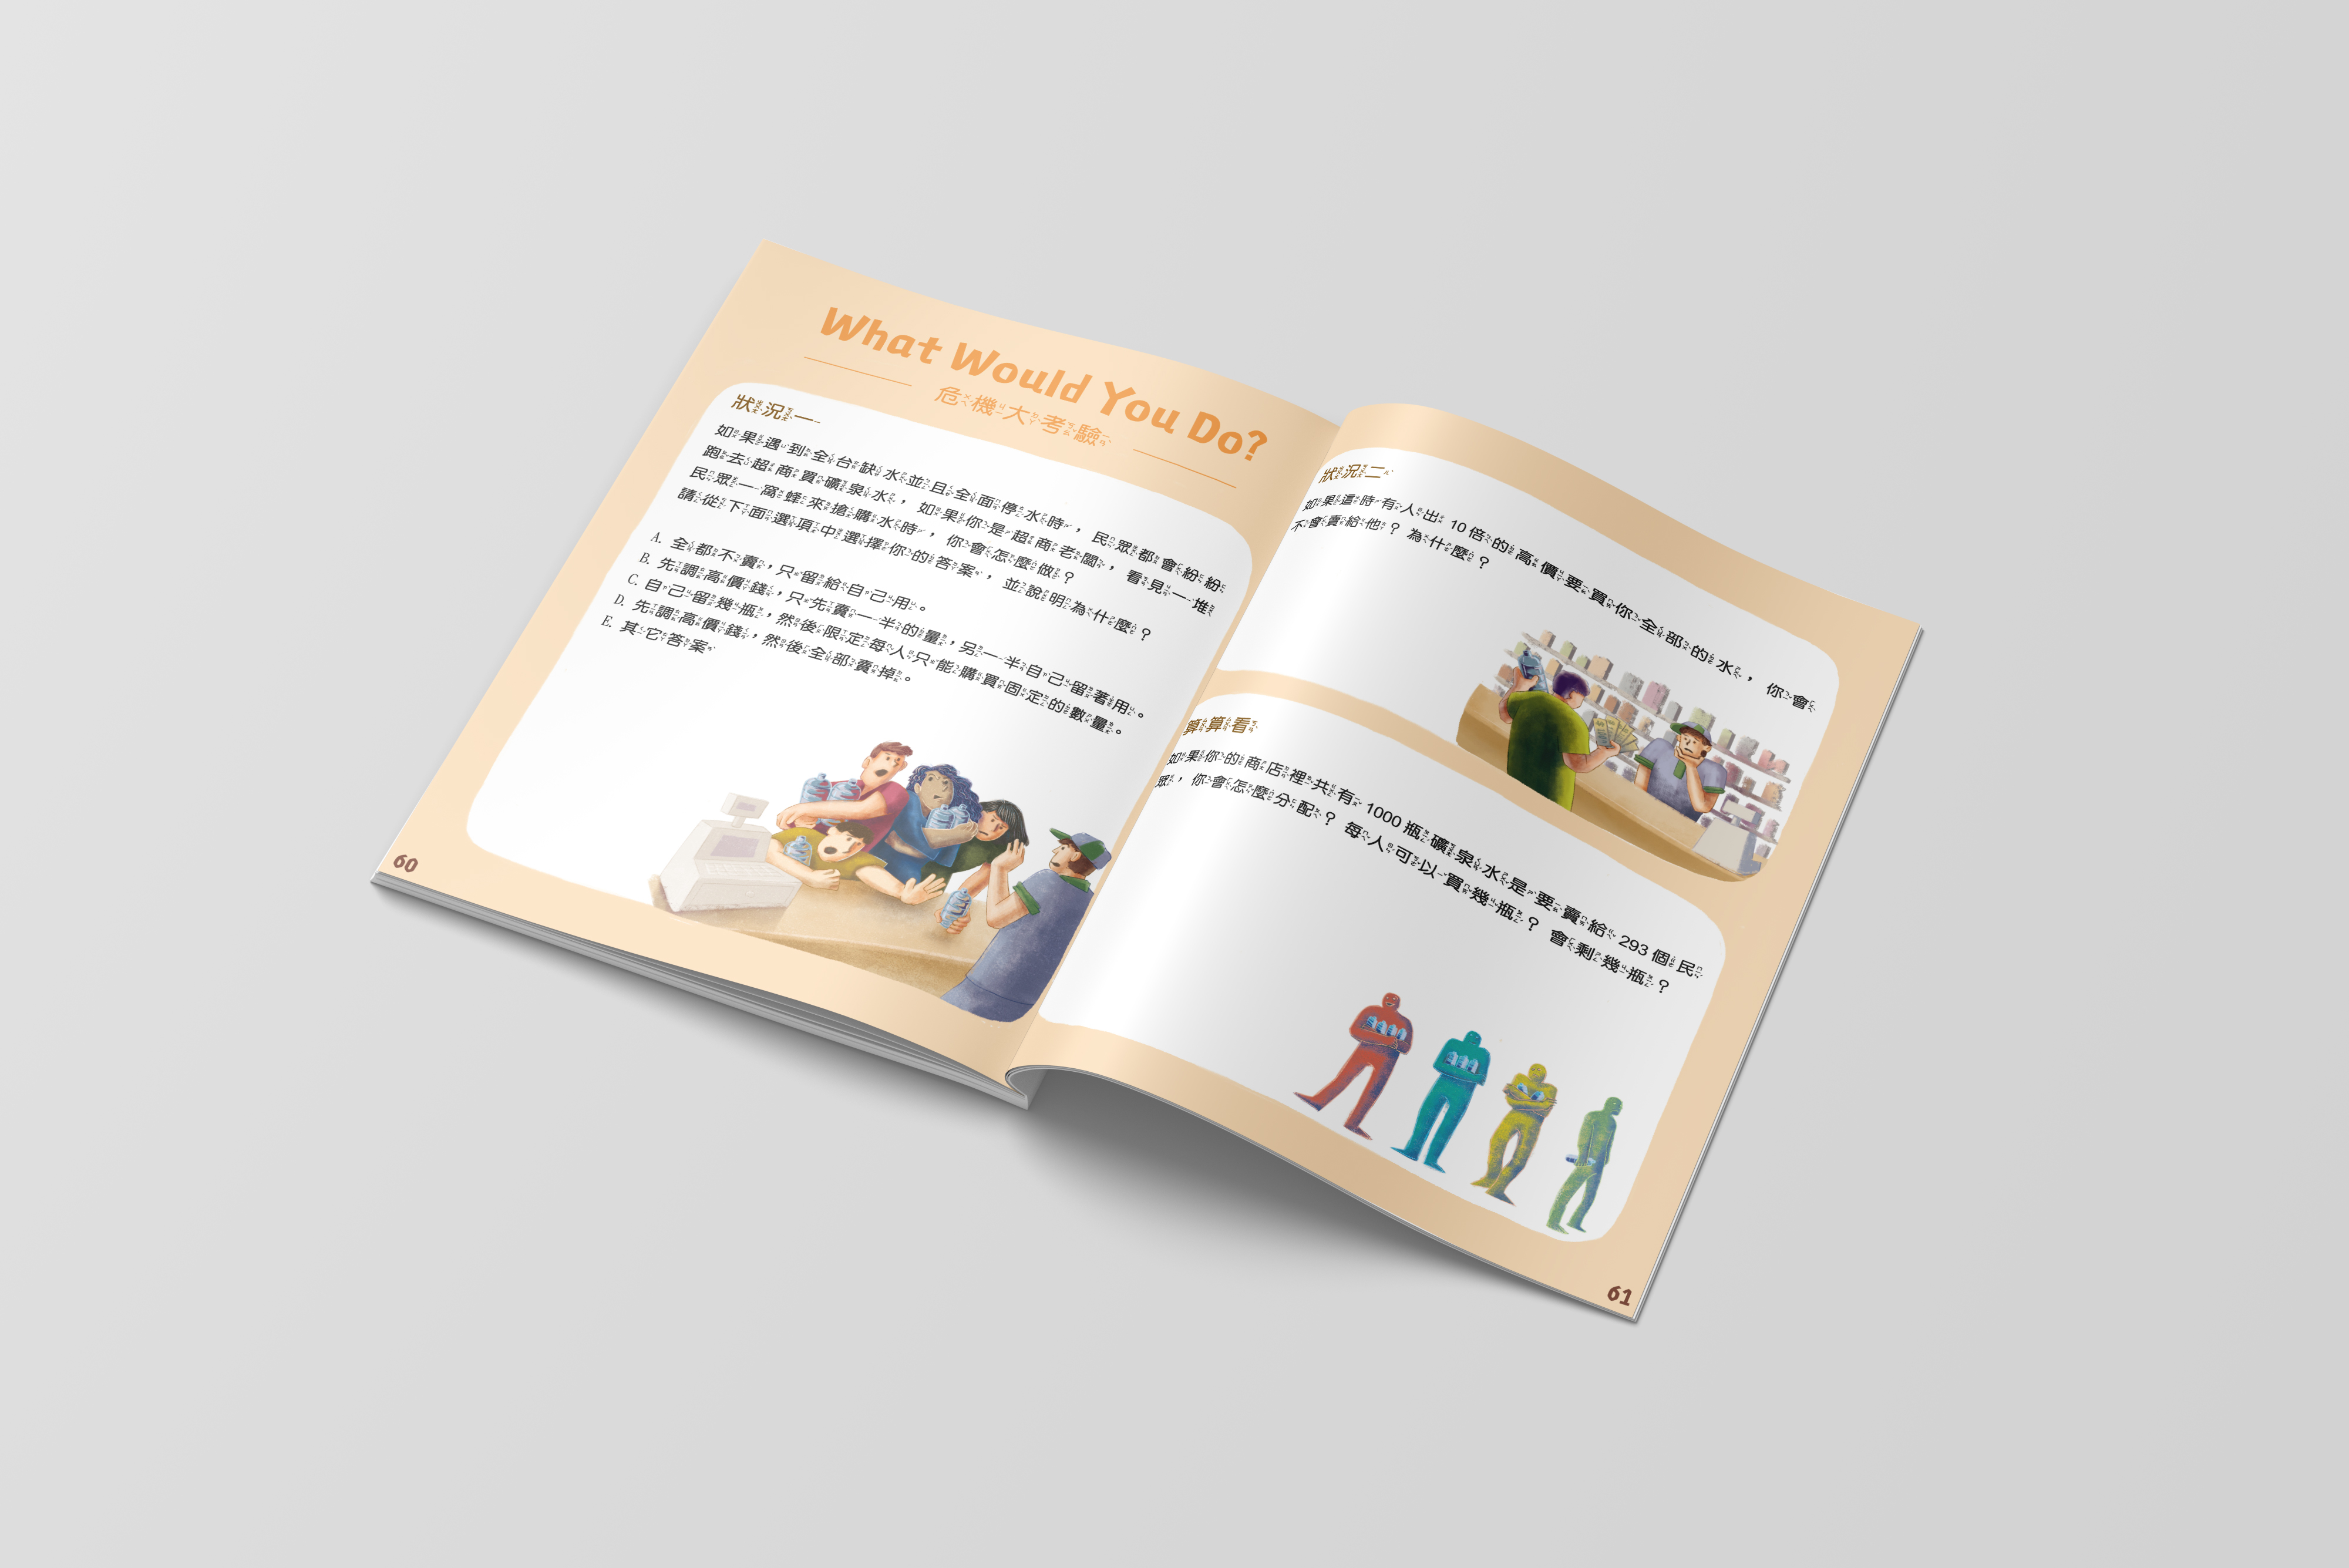 What Would You Do?
危機大考驗
狀況一
如果遇到全台缺水並且全面停水時，民眾都會紛紛
跑去超商買礦泉水，如果你是超商老闆，看見一堆
民眾一窩蜂來搶購水時，你會怎麼做？
請從下面選項中選擇你的答案，並說明為什麼？
A. 全都不賣，只留給自己用。
B. 先調高價錢，只先賣一半的量，另一半自己留著用。
C. 自己留幾瓶，然後限定每人只能購買固定的數量。
D. 先調高價錢，然後全部賣掉。
E. 其它答案
60
狀況二
如果這時有人出 10 倍的高價要買你全部的水，你會
不會賣給他？為什麼？
算算看
如果你的商店裡共有 1000 瓶礦泉水是要賣給 293 個民
眾，你會怎麼分配？每人可以買幾瓶？會剩幾瓶？
61